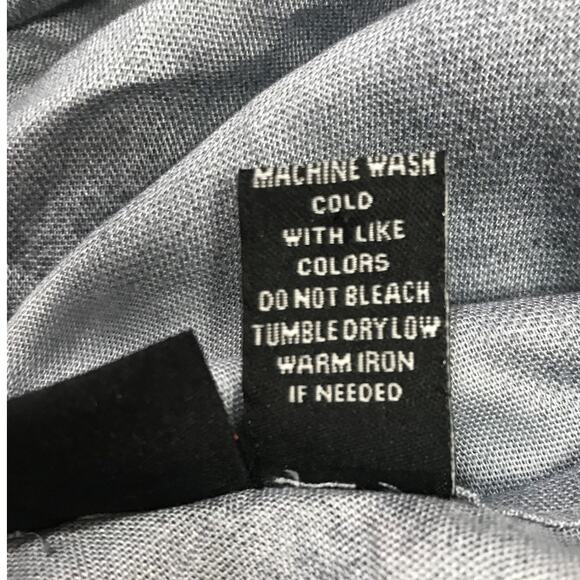 MACHINE WASH
COLD
WITH LIKE
COLORS
DO NOT BLEACH
TUMBLE DRY LOW
WARM IRON
IF NEEDED